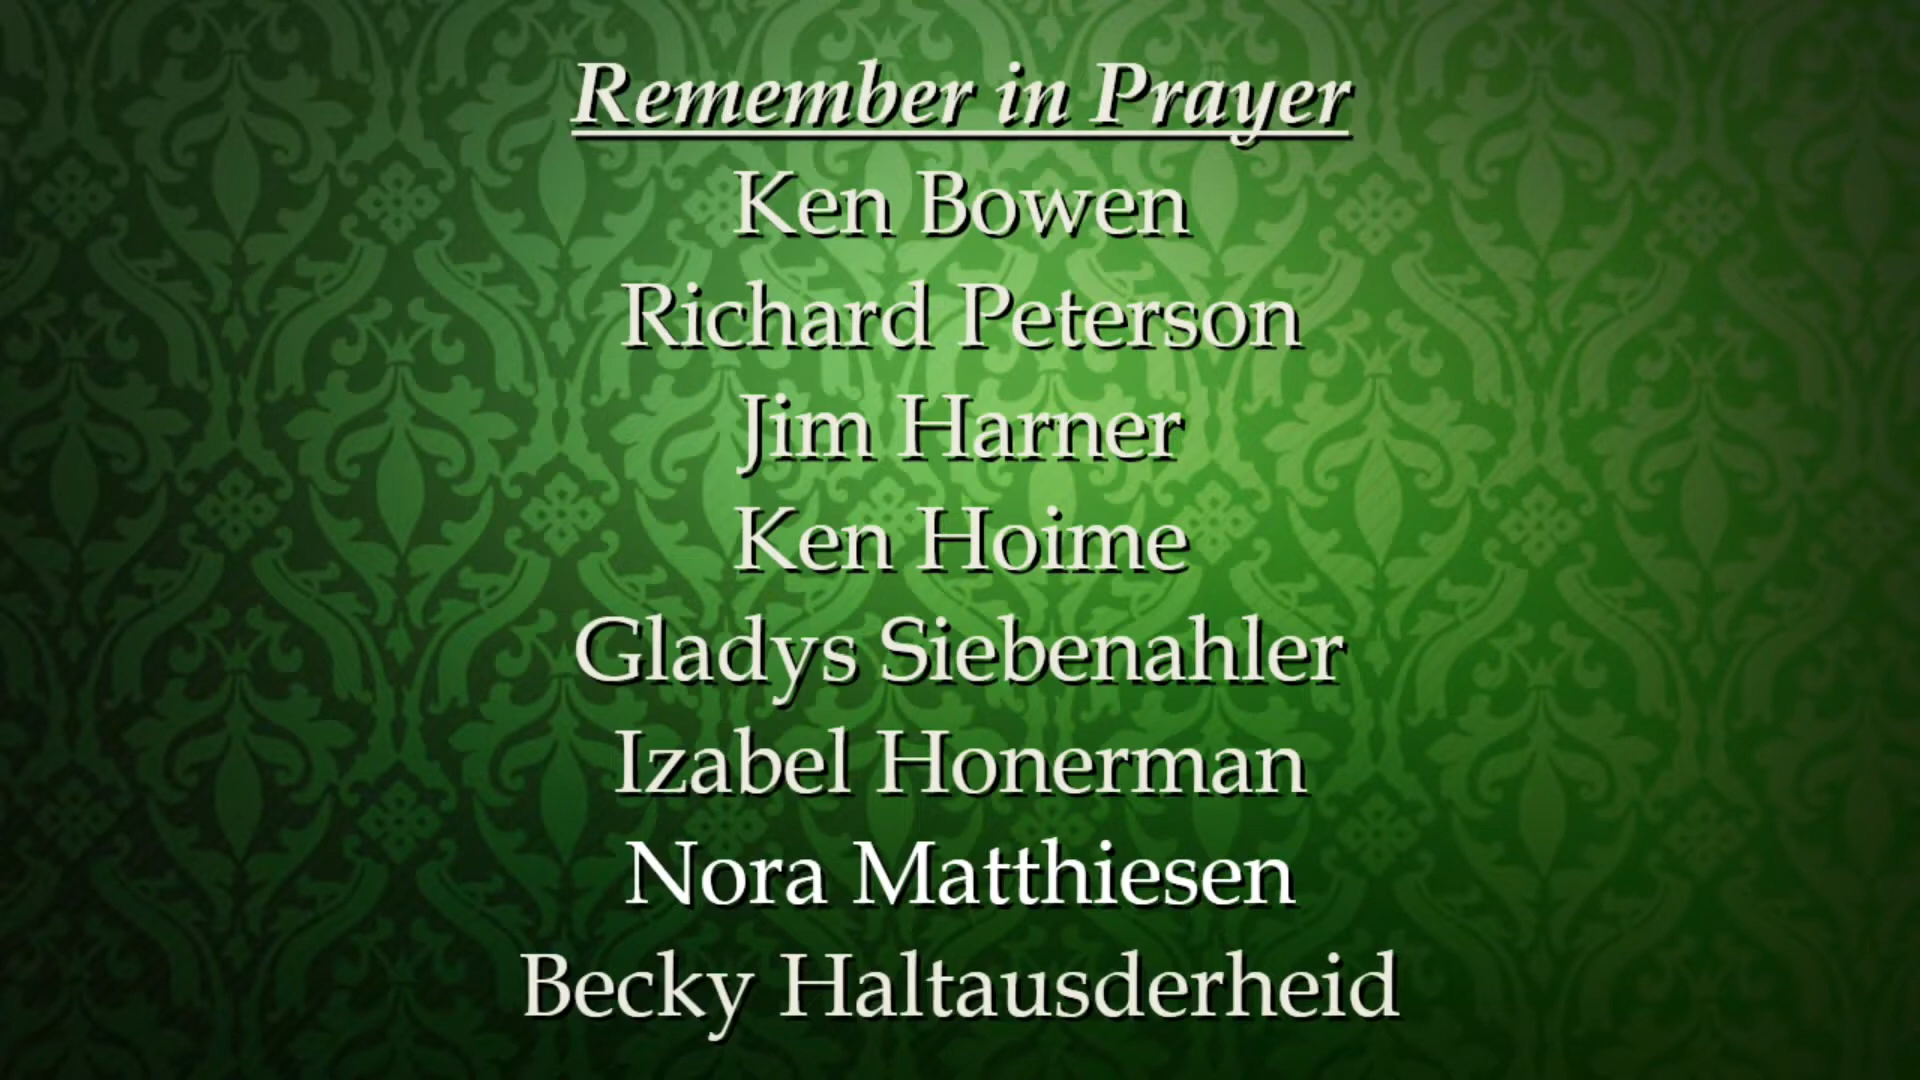 Remember in Prayer
Ken Bowen
Richard Peterson
Jim Harner
Ken Hoime
Gladys Siebenahler
Izabel Honerman
Nora Matthiesen
Becky Haltausderheid